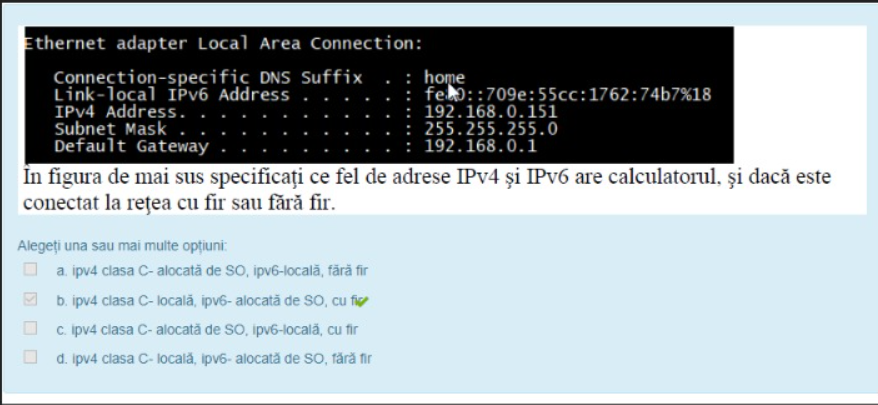 Ethernet adapter Local Area Connection:
Connection-specific DNS Suffix . : home
Link-local IPv6 Address . . . . . : fe80::709e:55cc:1762:74b7%18
IPv4 Address. . . . . . . . . . . : 192.168.0.151
Subnet Mask . . . . . . . . . . . : 255.255.255.0
Default Gateway . . . . . . . . . : 192.168.0.1
În figura de mai sus specificați ce fel de adrese IPv4 și IPv6 are calculatorul, și dacă este
conectat la rețea cu fir sau fără fir.
Alegeți una sau mai multe opțiuni:
a. ipv4 clasa C- alocată de SO, ipv6-locală, fără fir
b. ipv4 clasa C- locală, ipv6- alocată de SO, cu fir
c. ipv4 clasa C- alocată de SO, ipv6-locală, cu fir
d. ipv4 clasa C- locală, ipv6- alocată de SO, fără fir